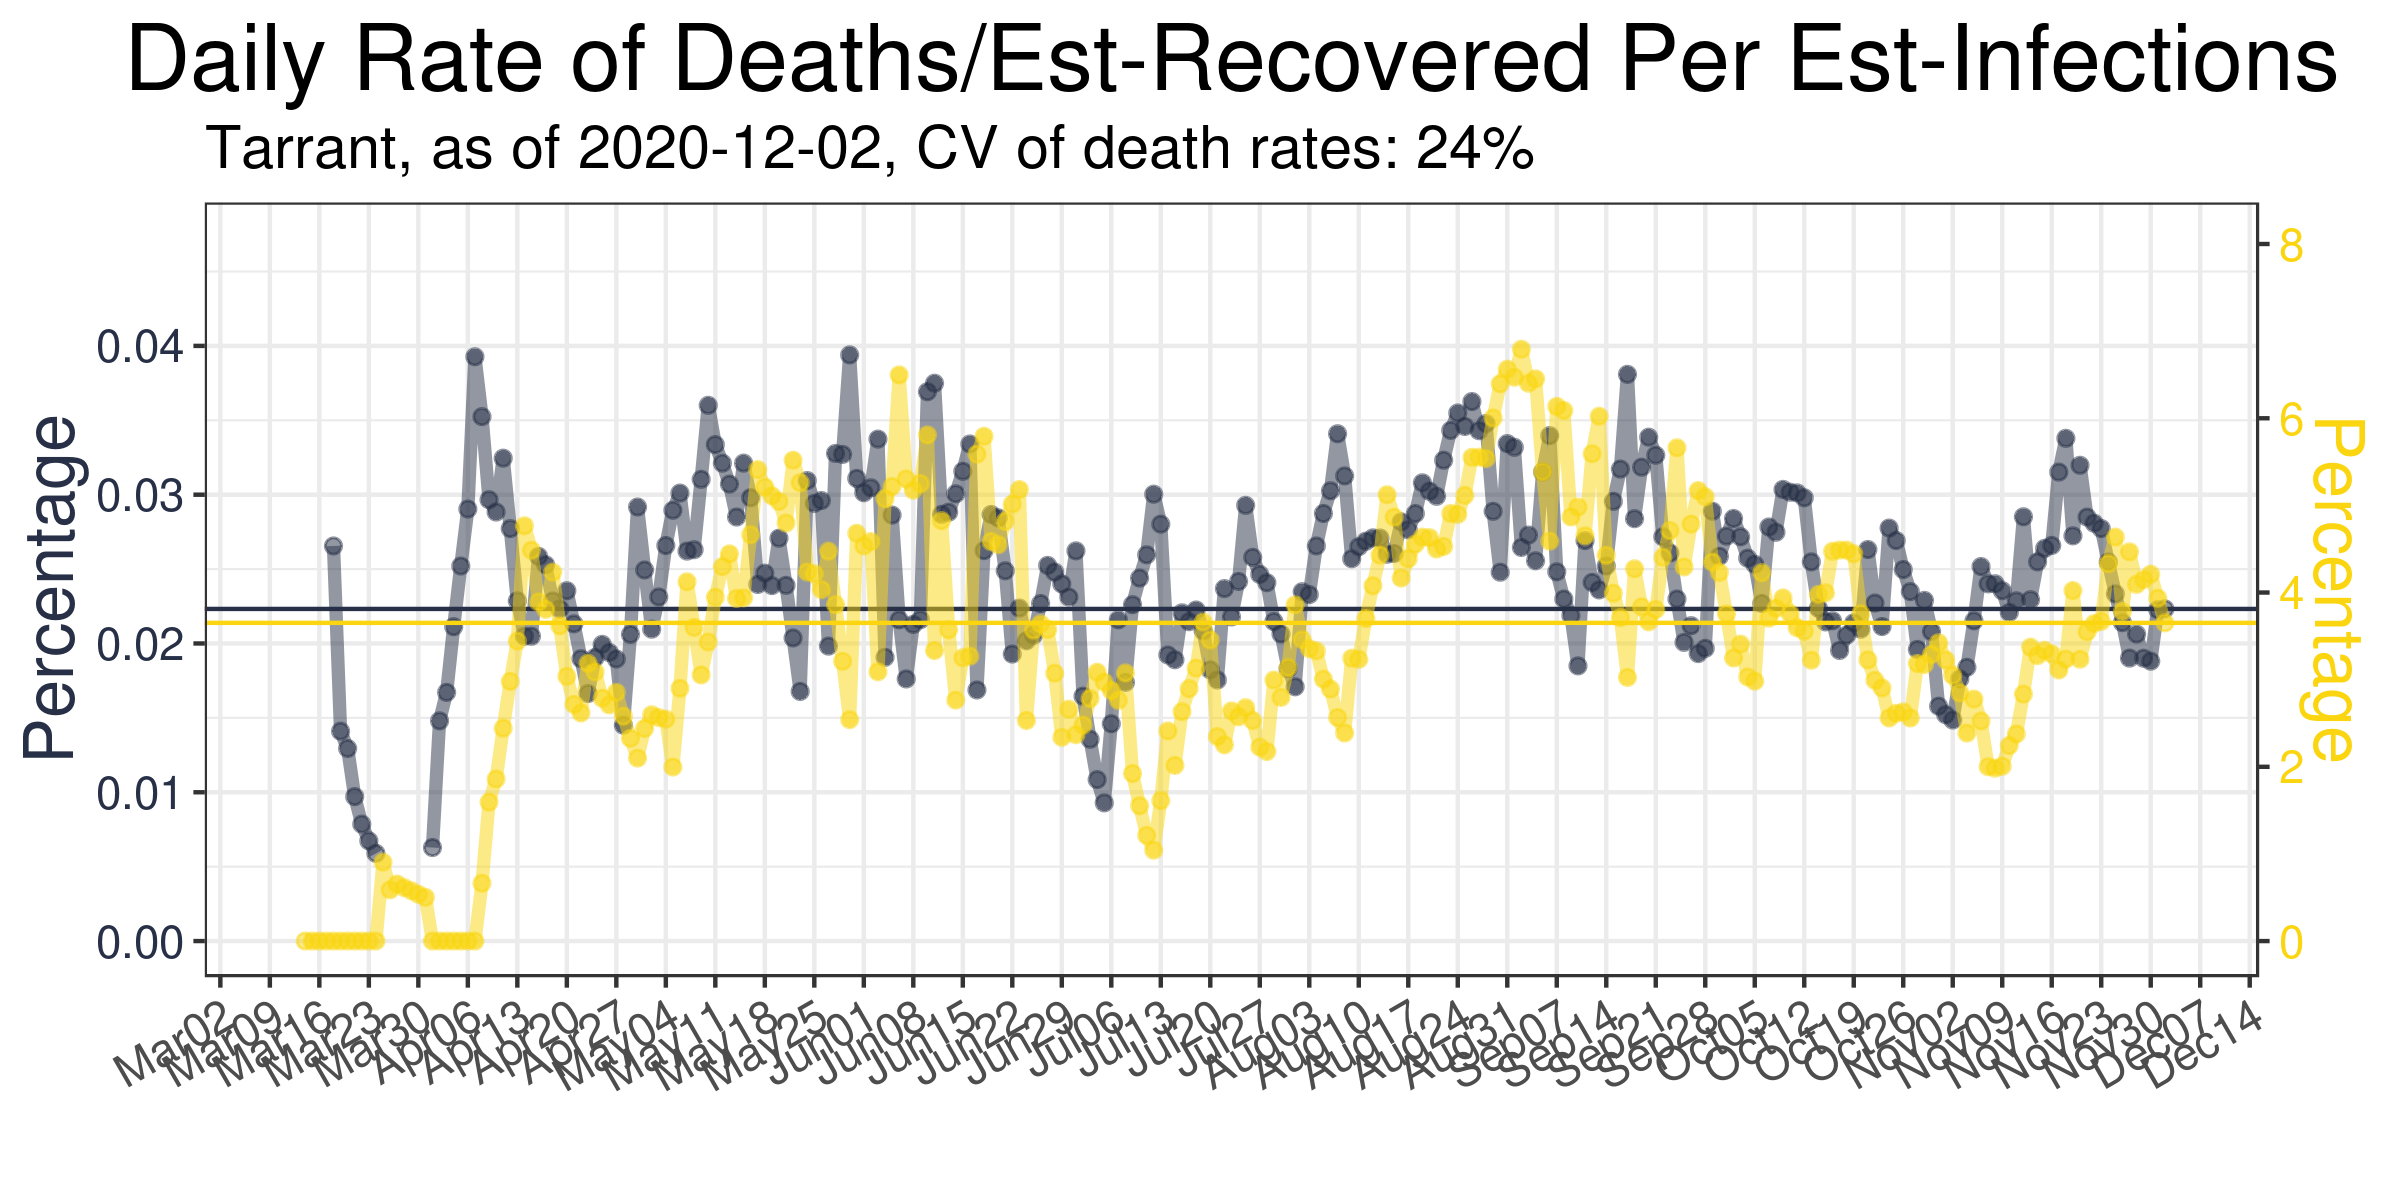 Daily Rate of Deaths/Est-Recovered Per Est-Infections
Tarrant, as of 2020-12-02, CV of death rates: 24%
Percentage
0.04
0.03
0.02
0.01
0.00
8
6
4
2
0
Percentage
Mar02
Mar09
Mar16
Mar23
Mar30
Apr06
Apr13
Apr20
Apr27
May04
May11
May18
May25
Jun01
Jun08
Jun15
Jun22
Jun29
Jul06
Jul13
Jul20
Jul27
Aug03
Aug10
Aug17
Aug24
Aug31
Sep07
Sep14
Sep21
Sep28
Oct05
Oct12
Oct19
Oct26
Nov02
Nov09
Nov16
Nov23
Nov30
Dec07
Dec14